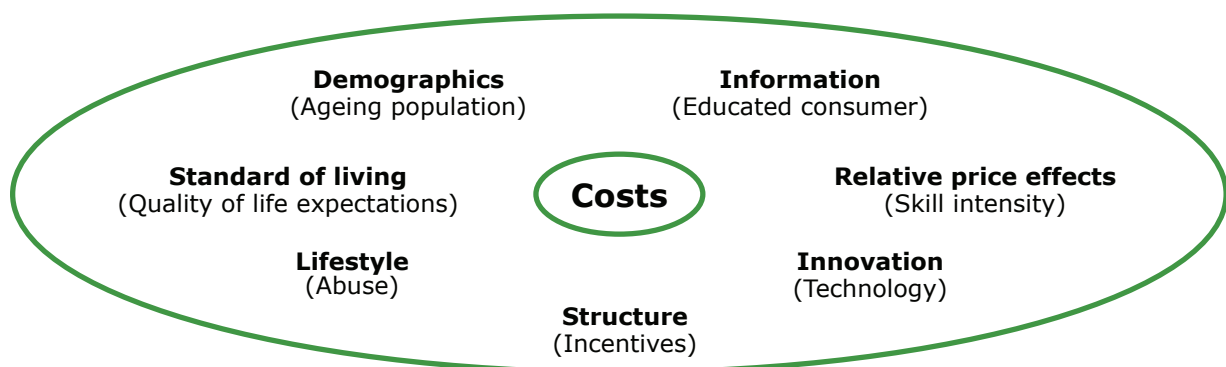 Demographics
(Ageing population)
Information
(Educated consumer)
Standard of living
(Quality of life expectations)
Costs
Relative price effects
(Skill intensity)
Lifestyle
(Abuse)
Innovation
(Technology)
Structure
(Incentives)